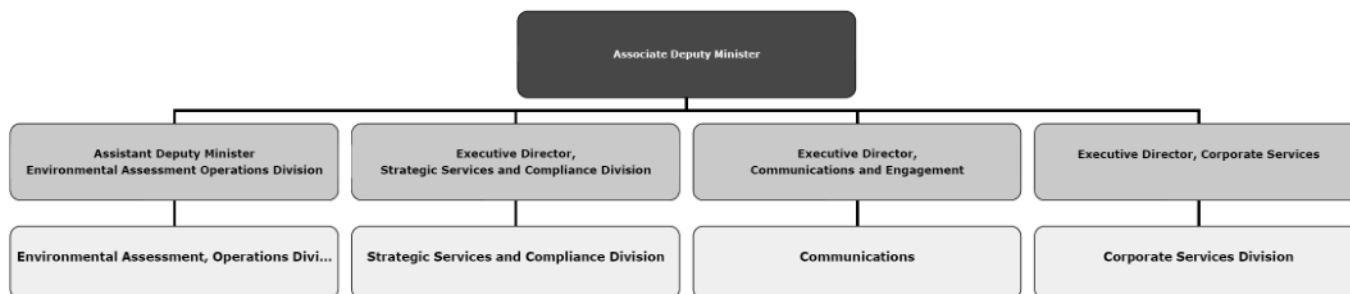 Associate Deputy Minister
Assistant Deputy Minister
Environmental Assessment Operations Division
Executive Director,
Strategic Services and Compliance Division
Executive Director,
Communications and Engagement
Executive Director, Corporate Services
Environmental Assessment, Operations Divi...
Strategic Services and Compliance Division
Communications
Corporate Services Division